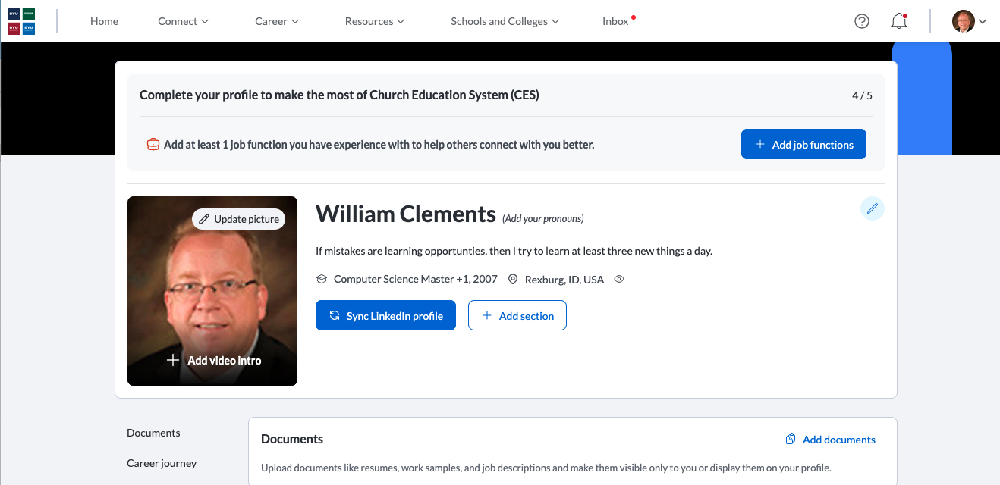 BYU
BYU
BYU
Home
Connect
Career
Resources
Schools and Colleges
Inbox
Complete your profile to make the most of Church Education System (CES)
4 / 5
Add at least 1 job function you have experience with to help others connect with you better.
Add job functions
Update picture
William Clements (Add your pronouns)
If mistakes are learning opportunties, then I try to learn at least three new things a day.
Computer Science Master +1, 2007
Rexburg, ID, USA
Sync LinkedIn profile
Add section
Add video intro
Documents
Career journey
Documents
Add documents
Upload documents like resumes, work samples, and job descriptions and make them visible only to you or display them on your profile.